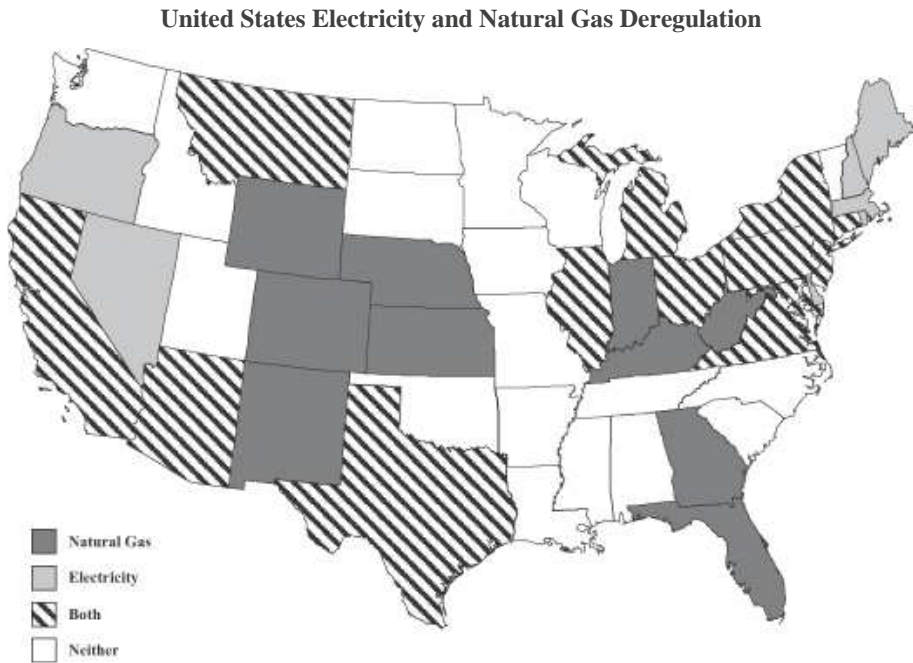 United States Electricity and Natural Gas Deregulation
Natural Gas
Electricity
Both
Neither